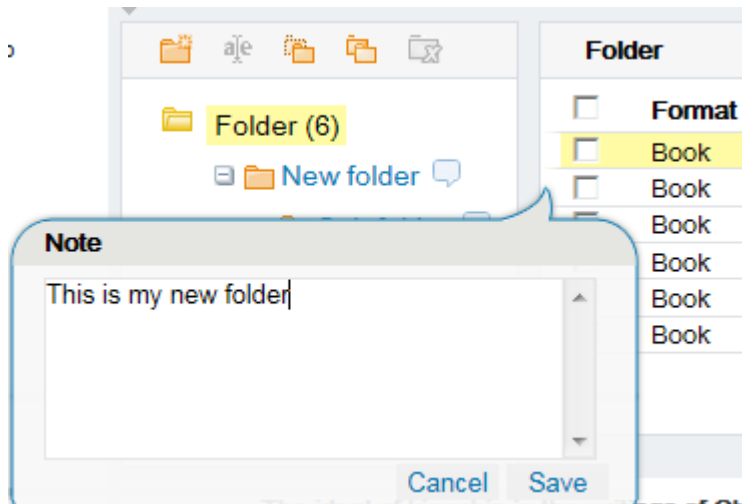 Folder
Folder (6)
Format
Book
New folder
Book
Book
Note
Book
This is my new folder
Book
Book
Cancel Save